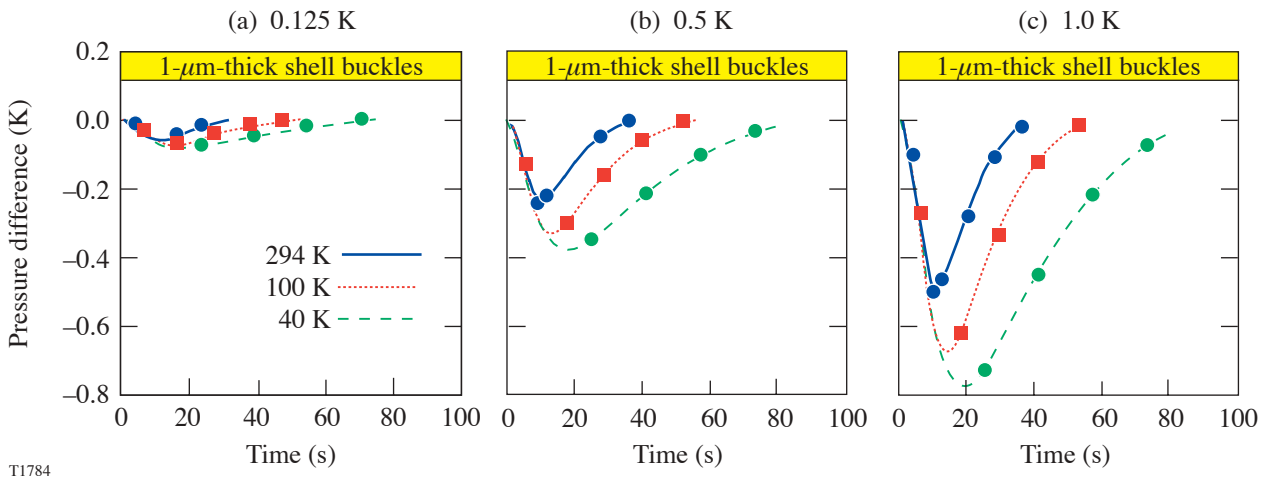 (a) 0.125 K
(b) 0.5 K
(c) 1.0 K
0.2
1-μm-thick shell buckles
1-μm-thick shell buckles
1-μm-thick shell buckles
0.0
–0.2
–0.4
–0.6
–0.8
Pressure difference (K)
294 K
100 K
40 K
0 20 40 60 80 100
0 20 40 60 80 100
0 20 40 60 80 100
Time (s)
Time (s)
Time (s)
T1784